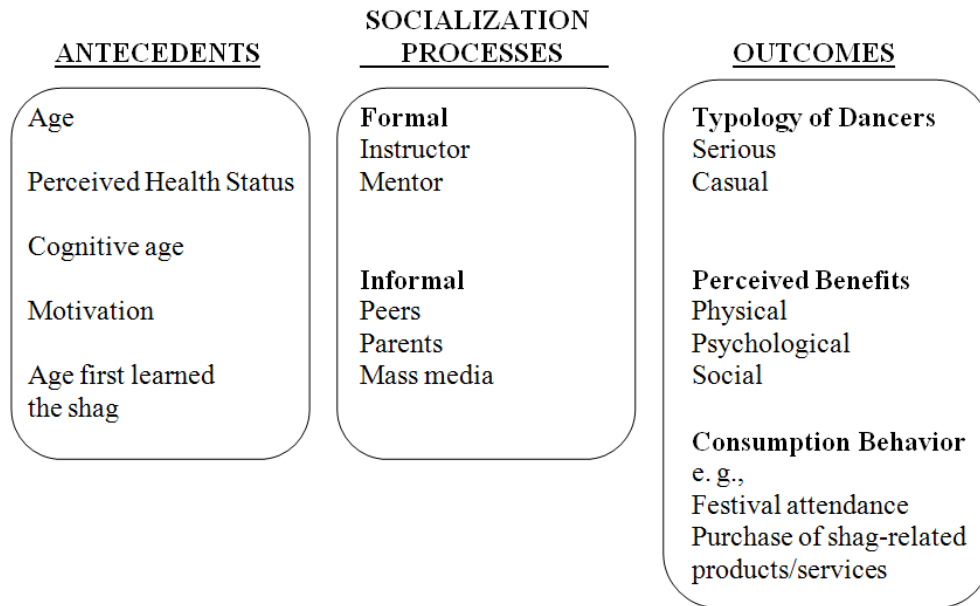 ANTECEDENTS
Age
Perceived Health Status
Cognitive age
Motivation
Age first learned
the shag
SOCIALIZATION
PROCESSES
Formal
Instructor
Mentor
Informal
Peers
Parents
Mass media
OUTCOMES
Typology of Dancers
Serious
Casual
Perceived Benefits
Physical
Psychological
Social
Consumption Behavior
e. g.,
Festival attendance
Purchase of shag-related
products/services